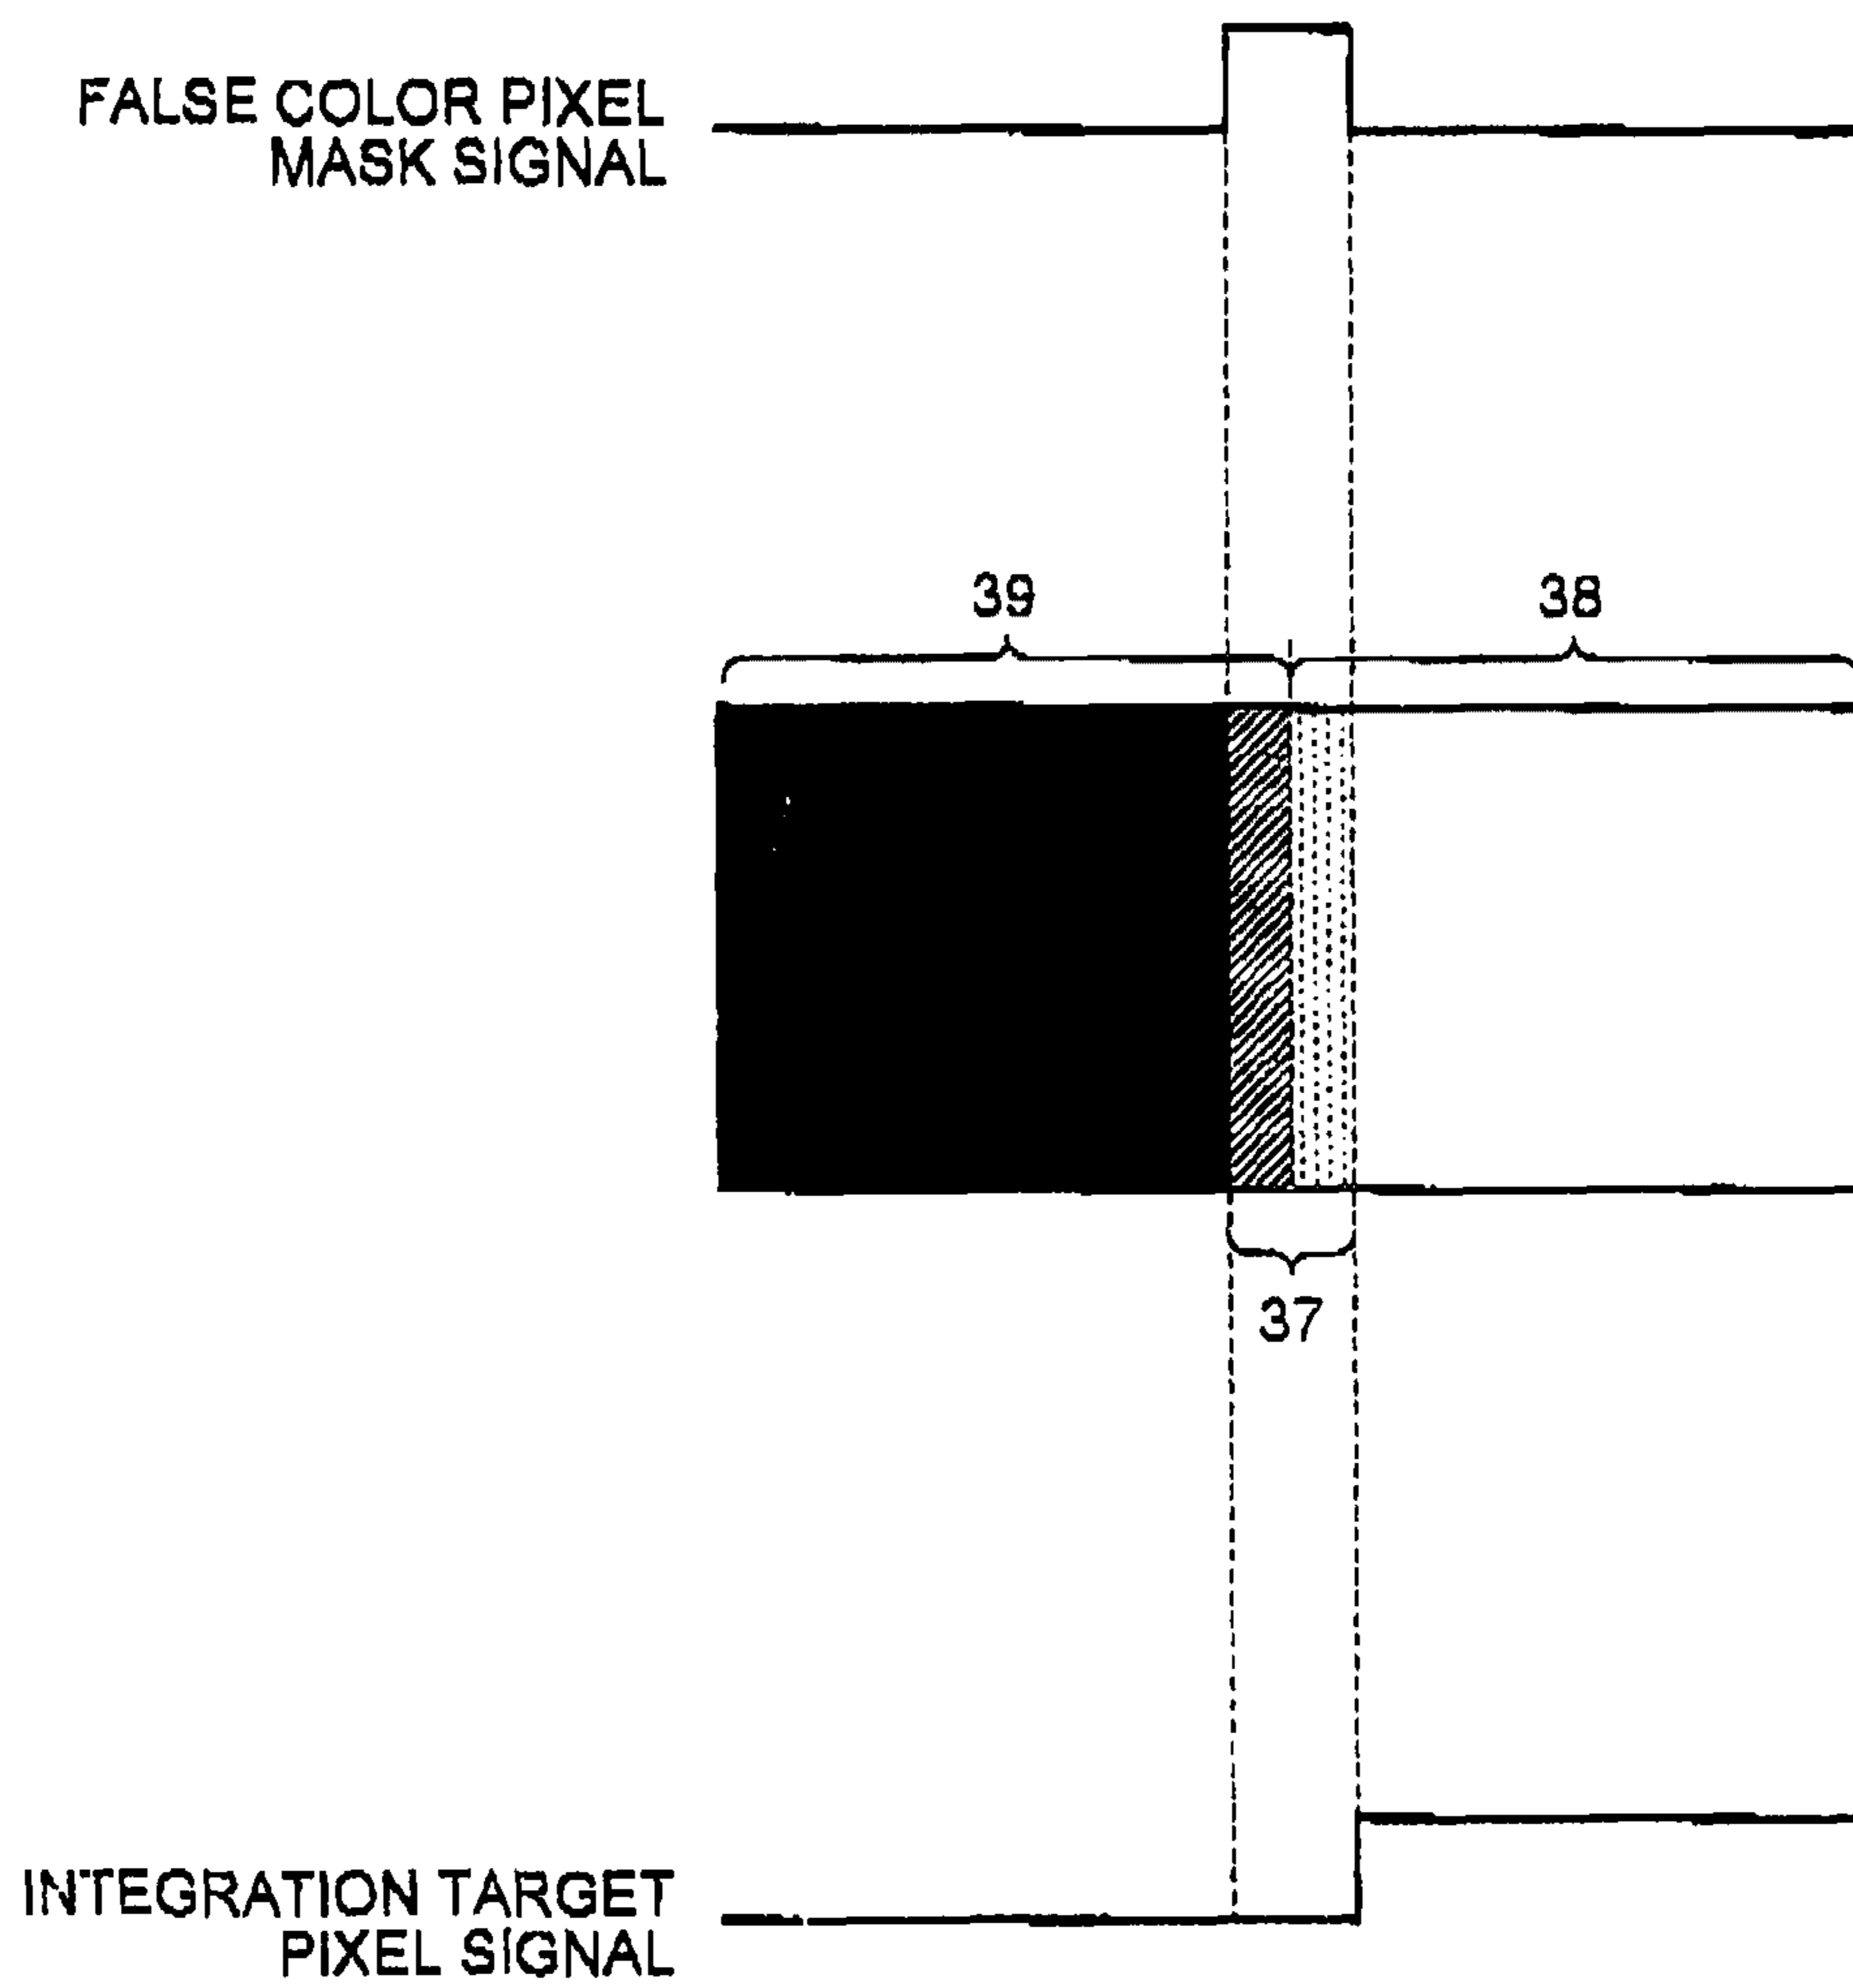 FALSE COLOR PIXEL
MASK SIGNAL
39
38
37
INTEGRATION TARGET
PIXEL SIGNAL